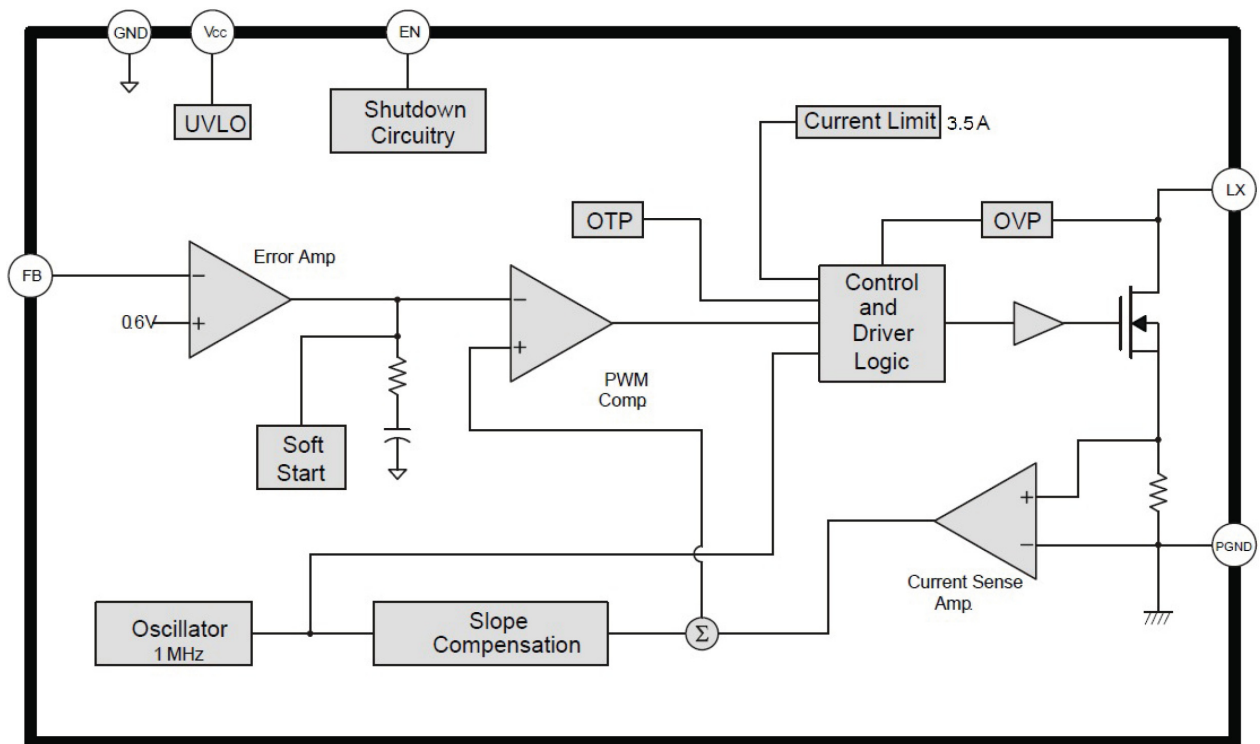 GND
Vcc
EN
UVLO
Shutdown
Circuitry
Current Limit 3.5A
LX
OTP
OVP
FB
Error Amp
0.6V
−
+
−
+
PWM
Comp.
Control
and
Driver
Logic
Soft
Start
+
−
Current Sense
Amp.
PGND
Oscillator
1 MHz
Slope
Compensation
Σ